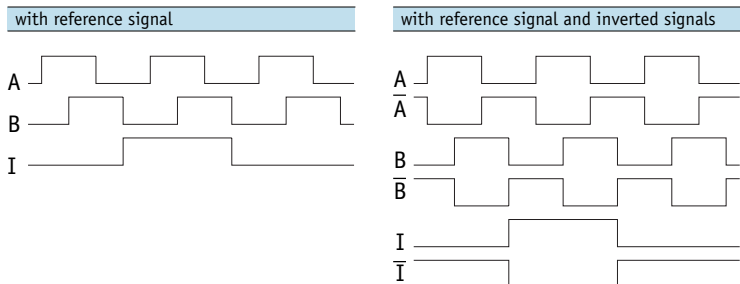 with reference signal
A
B
I
with reference signal and inverted signals
A
A̅
B
B̅
I
I̅